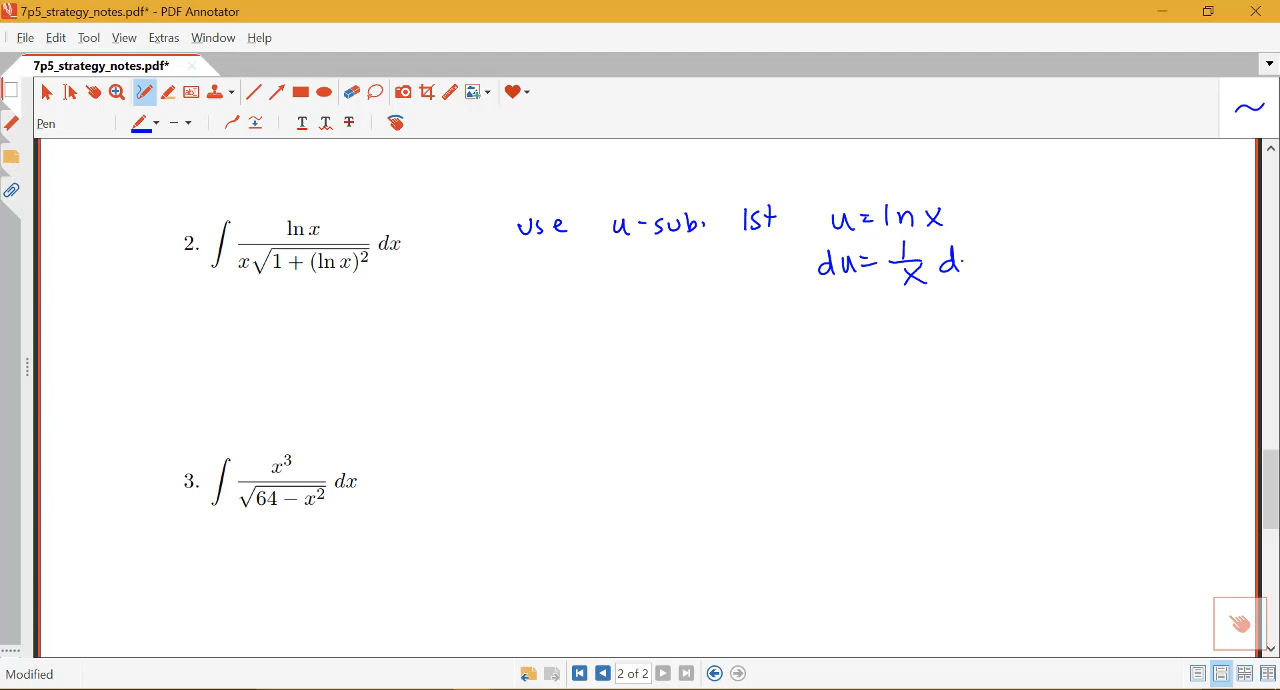 7p5_strategy_notes.pdf* - PDF Annotator
File Edit Tool View Extras Window Help
7p5_strategy_notes.pdf*
Pen
use u-sub. 1st u = ln x
2. ∫ ln x / (x√(1 + (ln x)²)) dx
du = 1/x d
3. ∫ x³ / √(64 − x²) dx
Modified
2 of 2